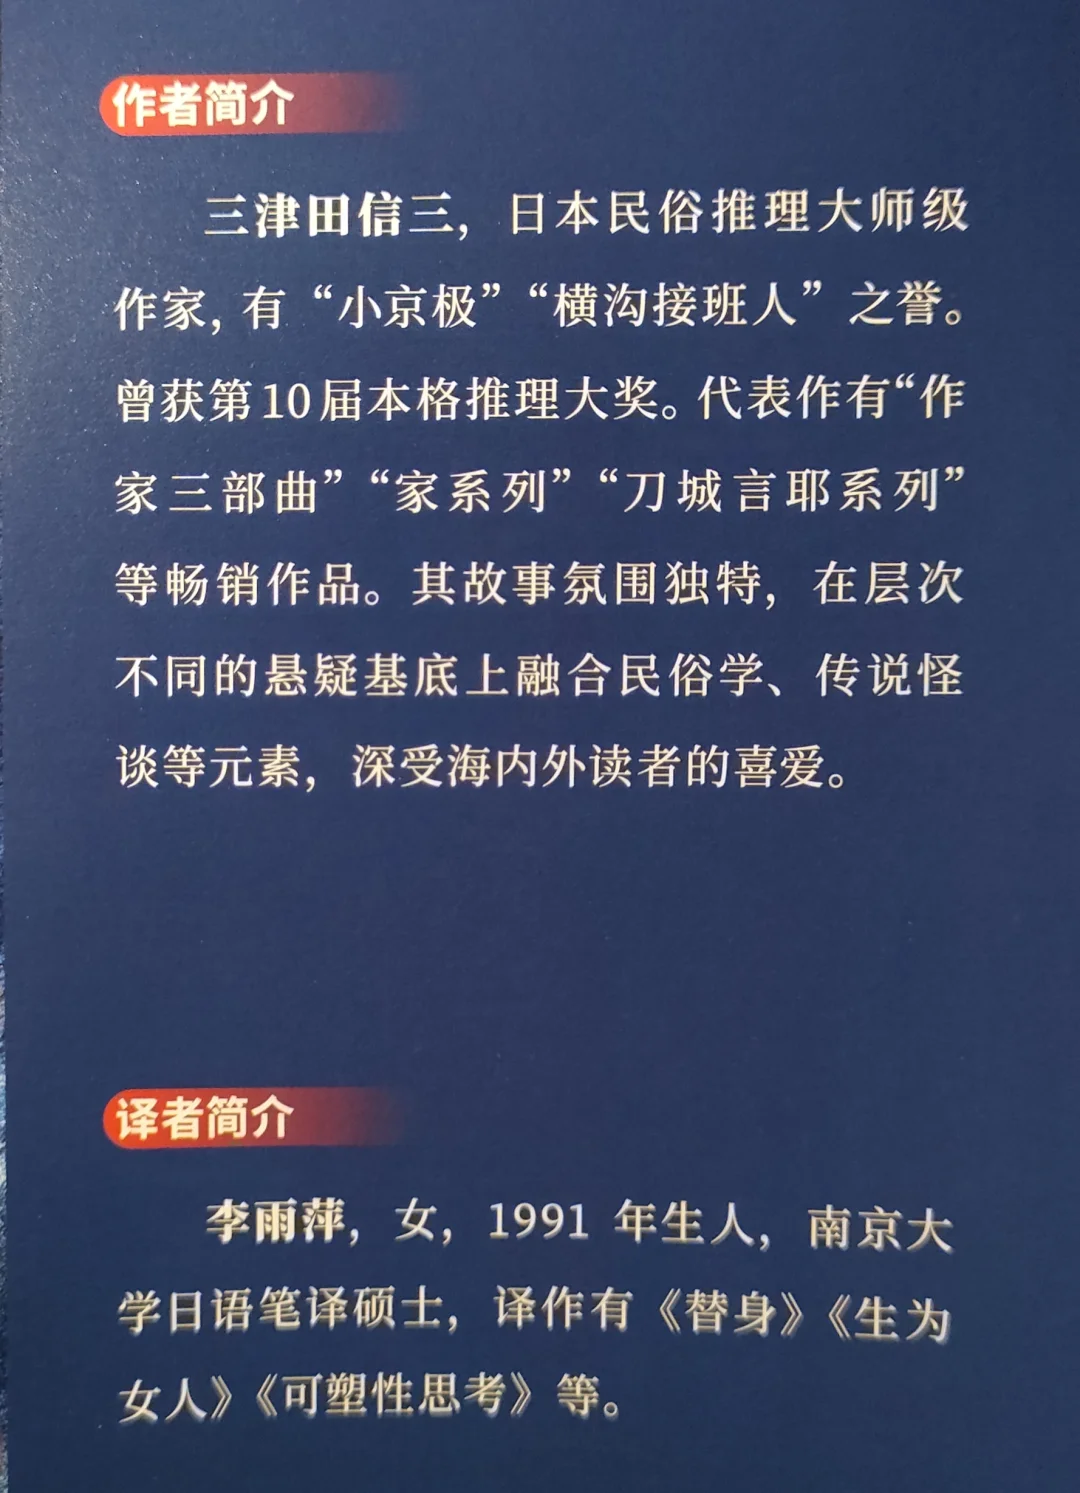 作者简介
三津田信三，日本民俗推理大师级
作家，有“小京极”“横沟接班人”之誉。
曾获第10届本格推理大奖。代表作有“作
家三部曲”“家系列”“刀城言耶系列”
等畅销作品。其故事氛围独特，在层次
不同的悬疑基底上融合民俗学、传说怪
谈等元素，深受海内外读者的喜爱。
译者简介
李雨萍，女，1991 年生人，南京大
学日语笔译硕士，译作有《替身》《生为
女人》《可塑性思考》等。